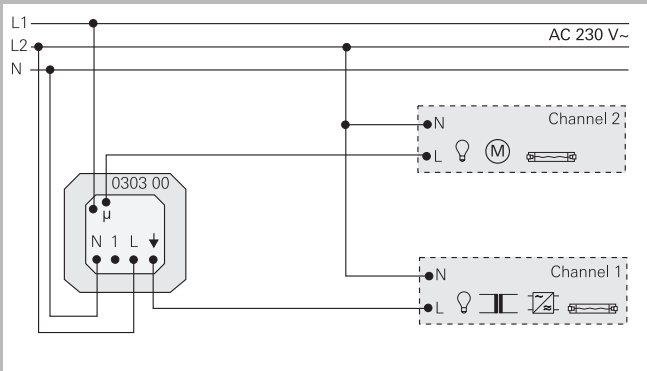 L1
AC 230 V~
L2
N
N Channel 2
L M
0303 00
µ
N 1 L
N Channel 1
L